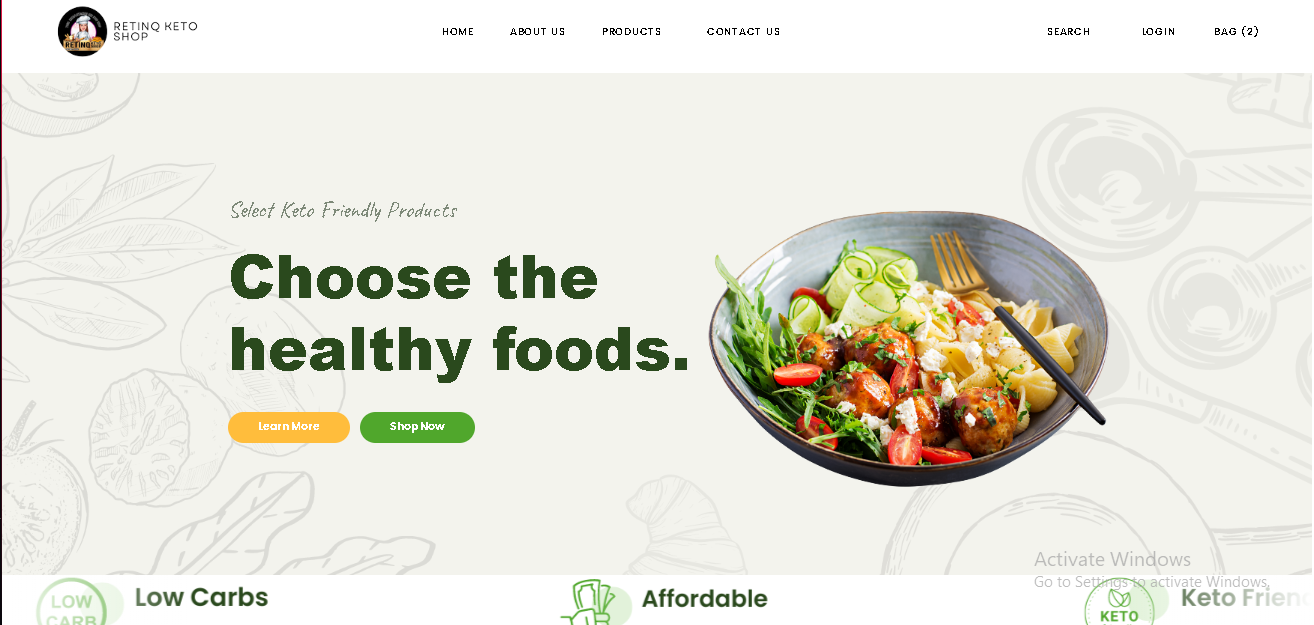 RETINQ KETO
SHOP
RETINQ
HOME
ABOUT US
PRODUCTS
CONTACT US
SEARCH
LOGIN
BAG (2)
Select Keto Friendly Products
Choose the
healthy foods.
Learn More
Shop Now
Activate Windows
Go to Settings to activate Windows.
LOW
CARB
Low Carbs
Affordable
KETO
Keto Frien